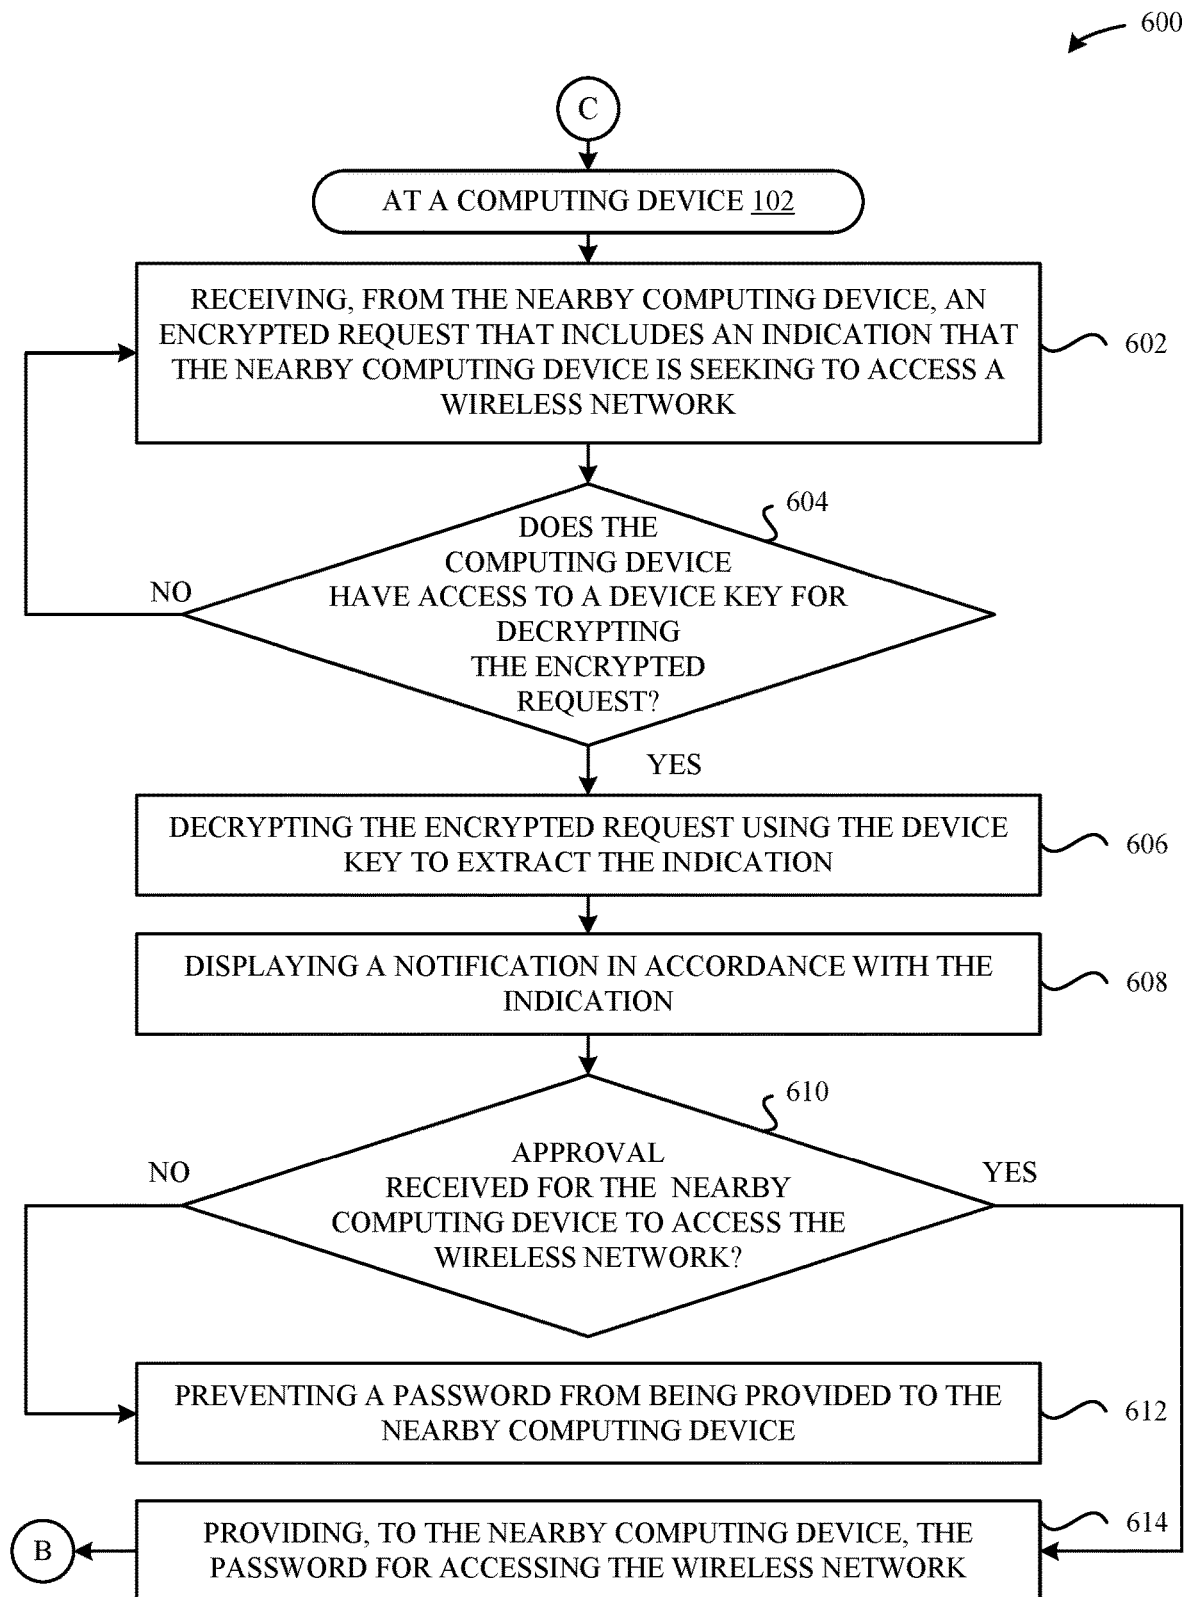 600
C
AT A COMPUTING DEVICE 102
RECEIVING, FROM THE NEARBY COMPUTING DEVICE, AN
ENCRYPTED REQUEST THAT INCLUDES AN INDICATION THAT
THE NEARBY COMPUTING DEVICE IS SEEKING TO ACCESS A
WIRELESS NETWORK
602
604
DOES THE
COMPUTING DEVICE
HAVE ACCESS TO A DEVICE KEY FOR
DECRYPTING
THE ENCRYPTED
REQUEST?
NO
YES
DECRYPTING THE ENCRYPTED REQUEST USING THE DEVICE
KEY TO EXTRACT THE INDICATION
606
DISPLAYING A NOTIFICATION IN ACCORDANCE WITH THE
INDICATION
608
610
APPROVAL
RECEIVED FOR THE NEARBY
COMPUTING DEVICE TO ACCESS THE
WIRELESS NETWORK?
NO
YES
PREVENTING A PASSWORD FROM BEING PROVIDED TO THE
NEARBY COMPUTING DEVICE
612
PROVIDING, TO THE NEARBY COMPUTING DEVICE, THE
PASSWORD FOR ACCESSING THE WIRELESS NETWORK
614
B